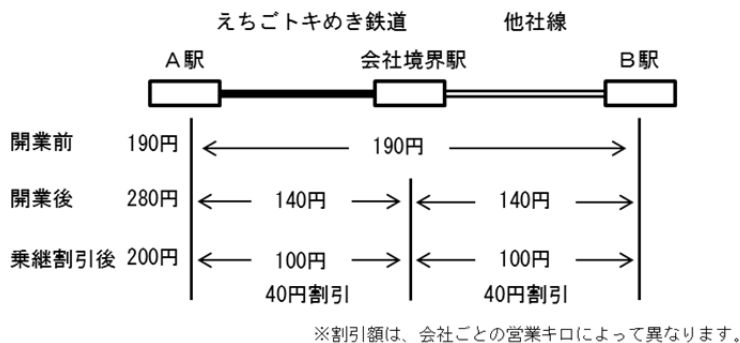 えちごトキめき鉄道 他社線
A駅 会社境界駅 B駅
開業前 190円 190円
開業後 280円 140円 140円
乗継割引後 200円 100円 100円
40円割引 40円割引
※割引額は、会社ごとの営業キロによって異なります。